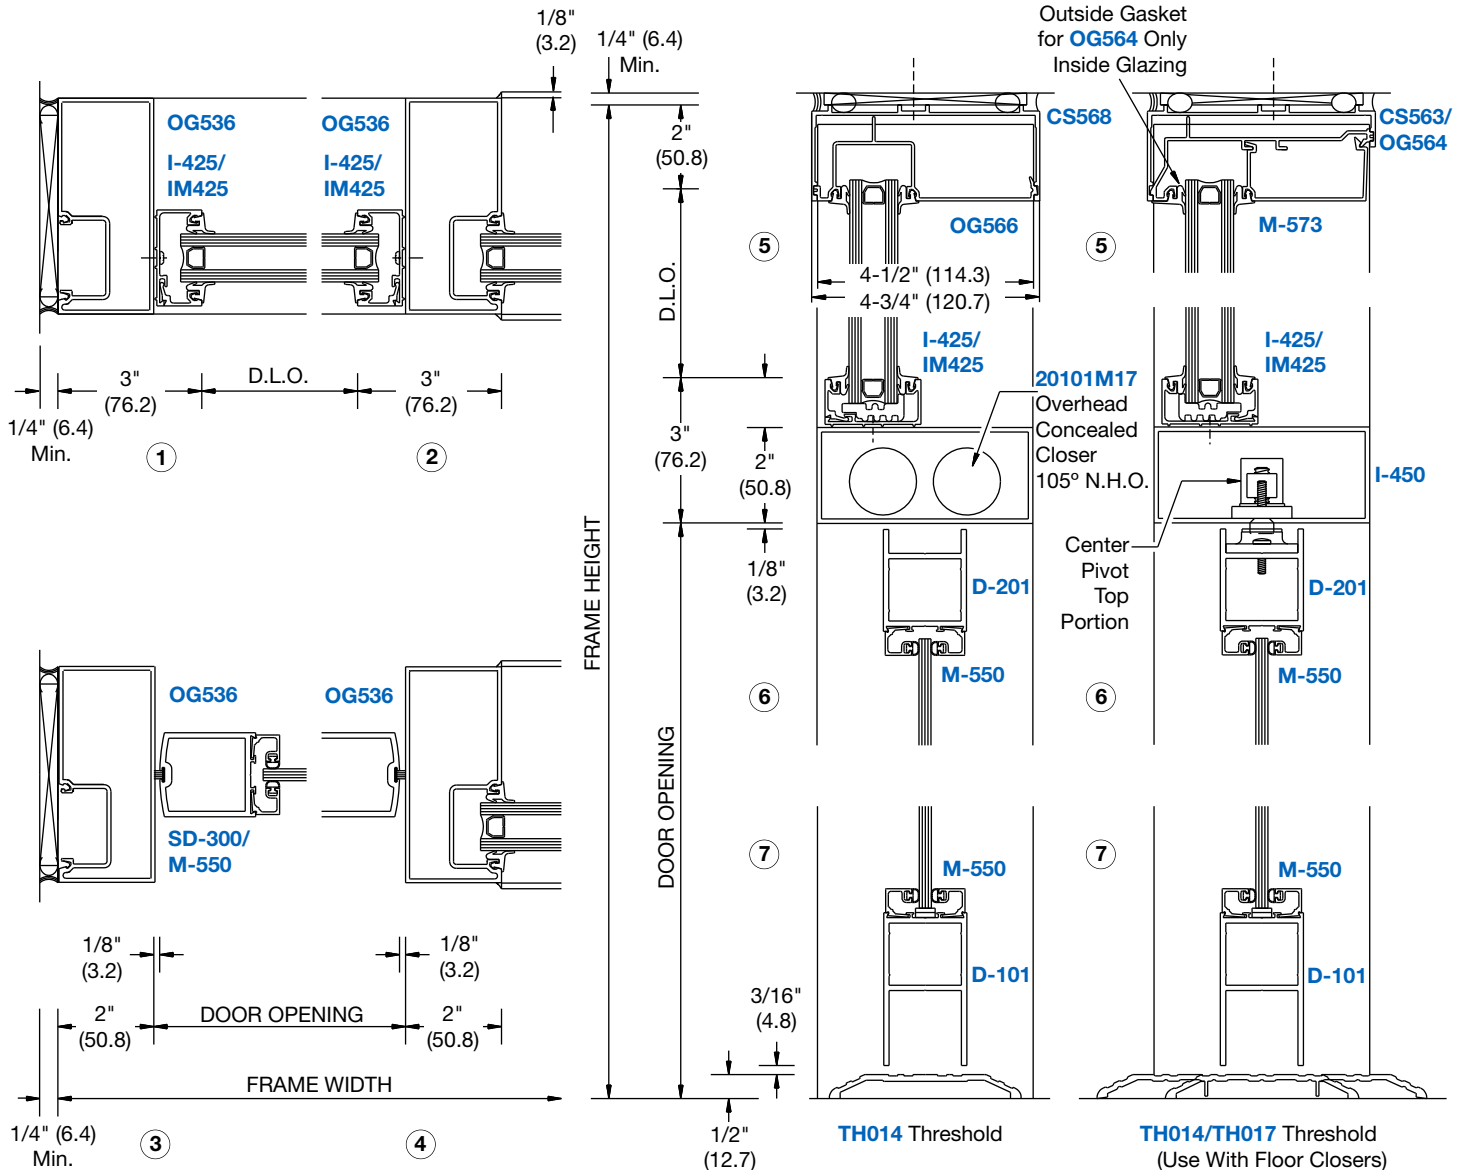 1/8"
(3.2)
1/4" (6.4)
Min.
OG536
I-425/
IM425
OG536
I-425/
IM425
3"
(76.2)
D.L.O.
3"
(76.2)
1/4" (6.4)
Min.
1
2
OG536
OG536
SD-300/
M-550
1/8"
(3.2)
1/8"
(3.2)
2"
(50.8)
DOOR OPENING
2"
(50.8)
FRAME WIDTH
1/4" (6.4)
Min.
3
4
FRAME HEIGHT
2"
(50.8)
D.L.O.
3"
(76.2)
2"
(50.8)
1/8"
(3.2)
DOOR OPENING
3/16"
(4.8)
1/2"
(12.7)
Outside Gasket
for OG564 Only
Inside Glazing
CS568
OG566
5
4-1/2" (114.3)
4-3/4" (120.7)
I-425/
IM425
20101M17
Overhead
Concealed
Closer
105º N.H.O.
D-201
M-550
6
7
M-550
D-101
TH014 Threshold
CS563/
OG564
M-573
5
I-425/
IM425
I-450
Center
Pivot
Top
Portion
D-201
M-550
6
7
M-550
D-101
TH014/TH017 Threshold
(Use With Floor Closers)